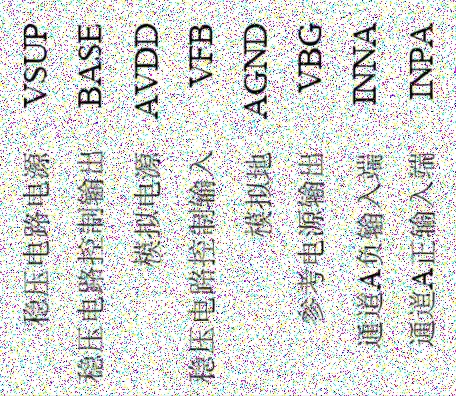 VSUP 稳压电路电源
BASE 稳压电路控制输出
AVDD 模拟电源
VFB 稳压电路控制输入
AGND 模拟地
VBG 参考电源输出
INNA 通道A负输入端
INPA 通道A正输入端